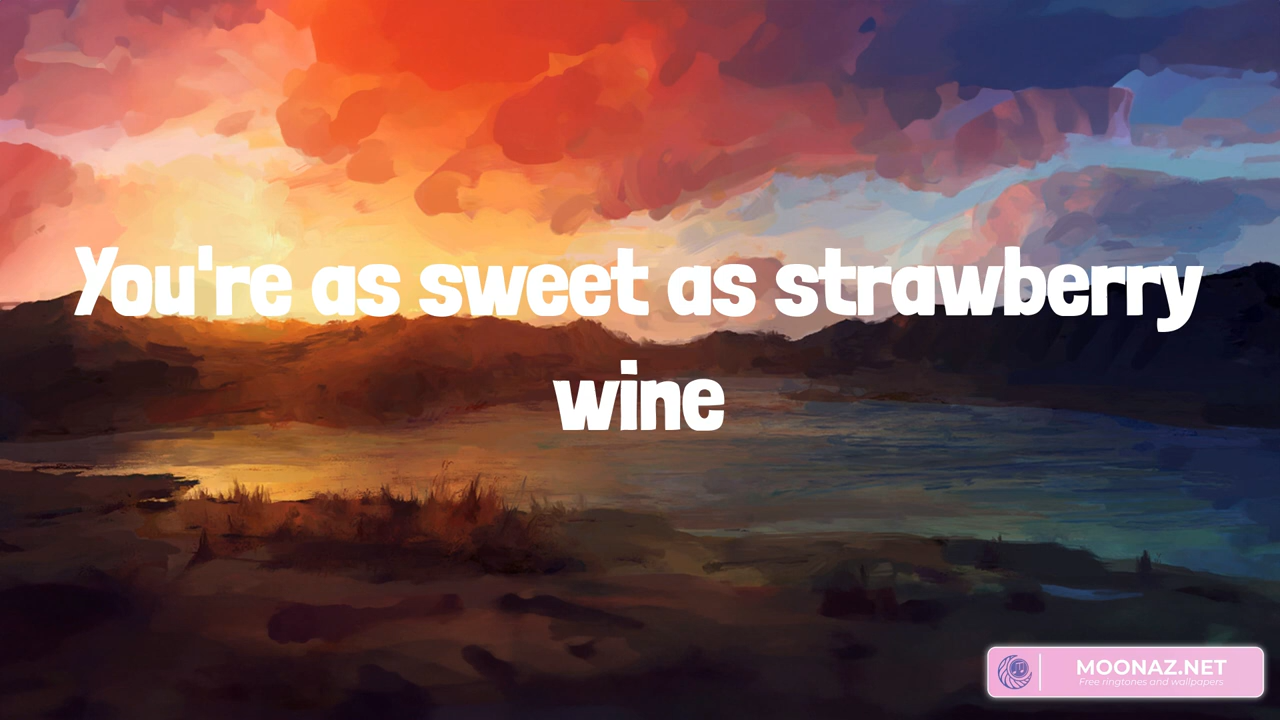 You're as sweet as strawberry
wine
MOONAZ.NET
Free ringtones and wallpapers